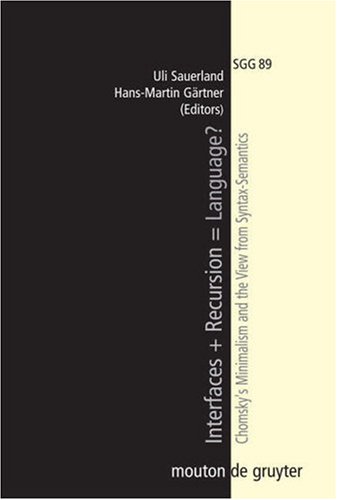 SGG 89
Uli Sauerland
Hans-Martin Gärtner
(Editors)
Interfaces + Recursion = Language?
Chomsky's Minimalism and the View from Syntax-Semantics
mouton de gruyter